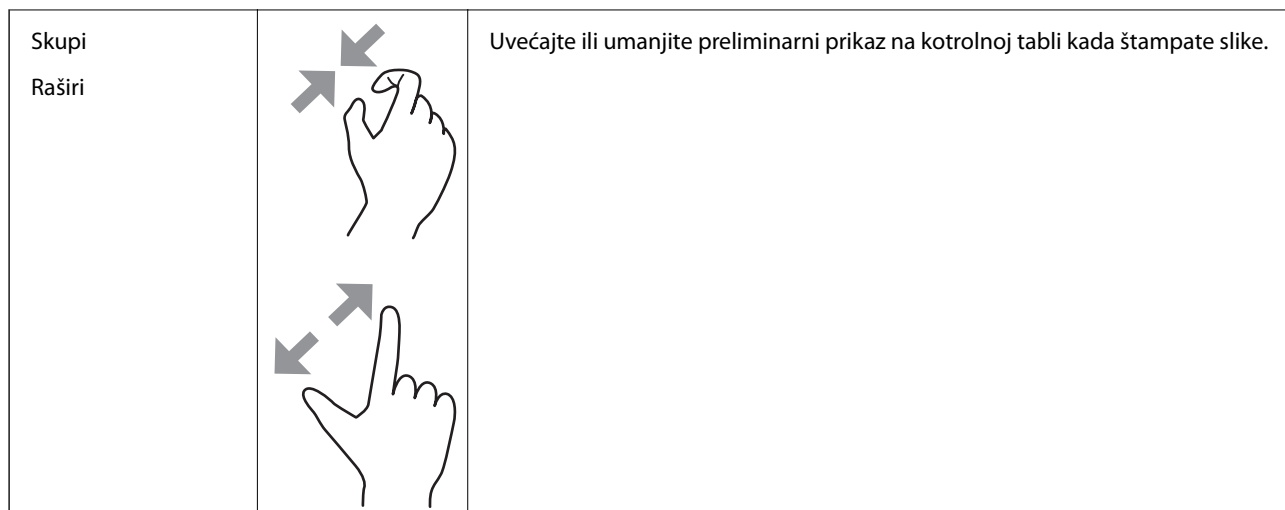 Skupi
Raširi
Uvećajte ili umanjite preliminarni prikaz na kotrolnoj tabli kada štampate slike.